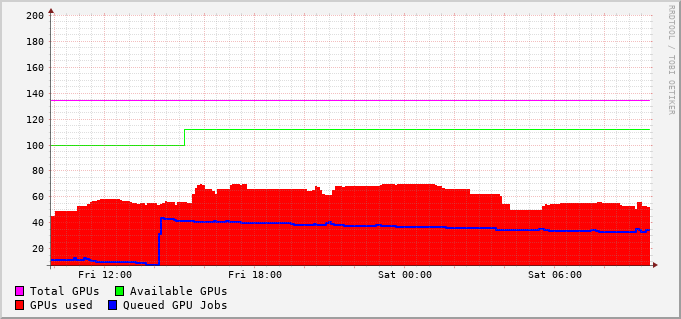 200
180
160
140
120
100
80
60
40
20
Fri 12:00 Fri 18:00 Sat 00:00 Sat 06:00
Total GPUs Available GPUs
GPUs used Queued GPU Jobs
RRDTOOL / TOBI OETIKER